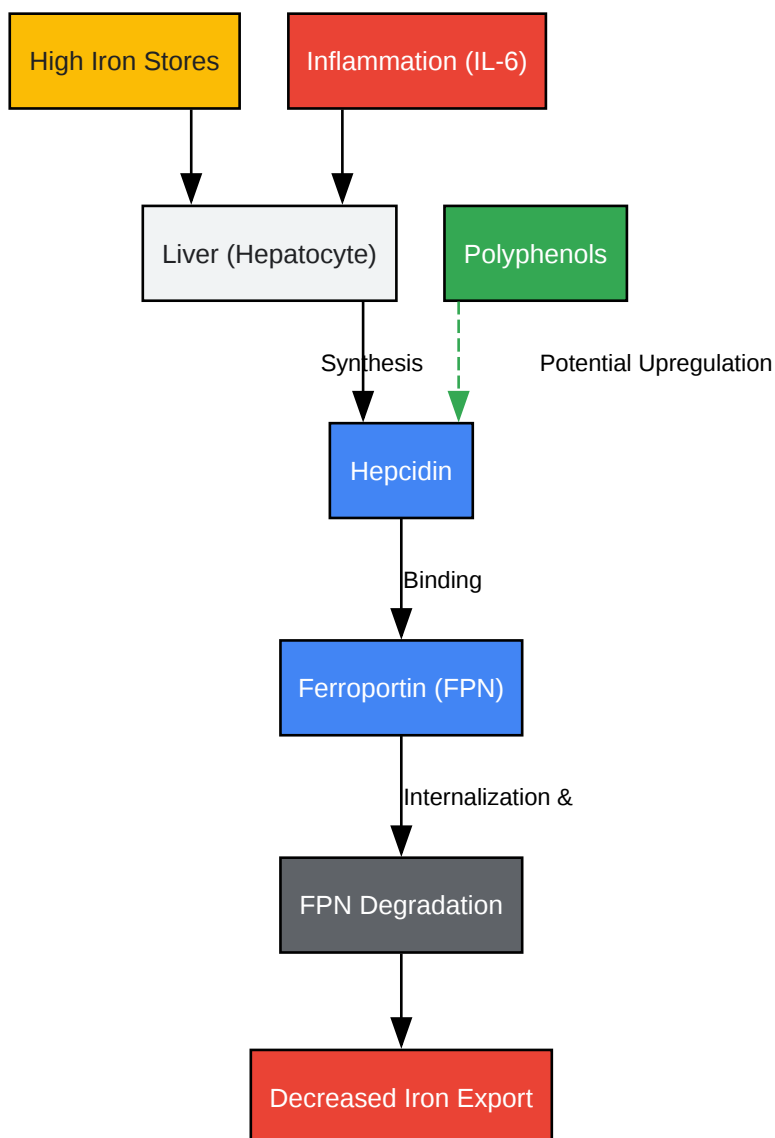 High Iron Stores
Inflammation (IL-6)
Liver (Hepatocyte)
Polyphenols
Synthesis
Potential Upregulation
Hepcidin
Binding
Ferroportin (FPN)
Internalization &
FPN Degradation
Decreased Iron Export